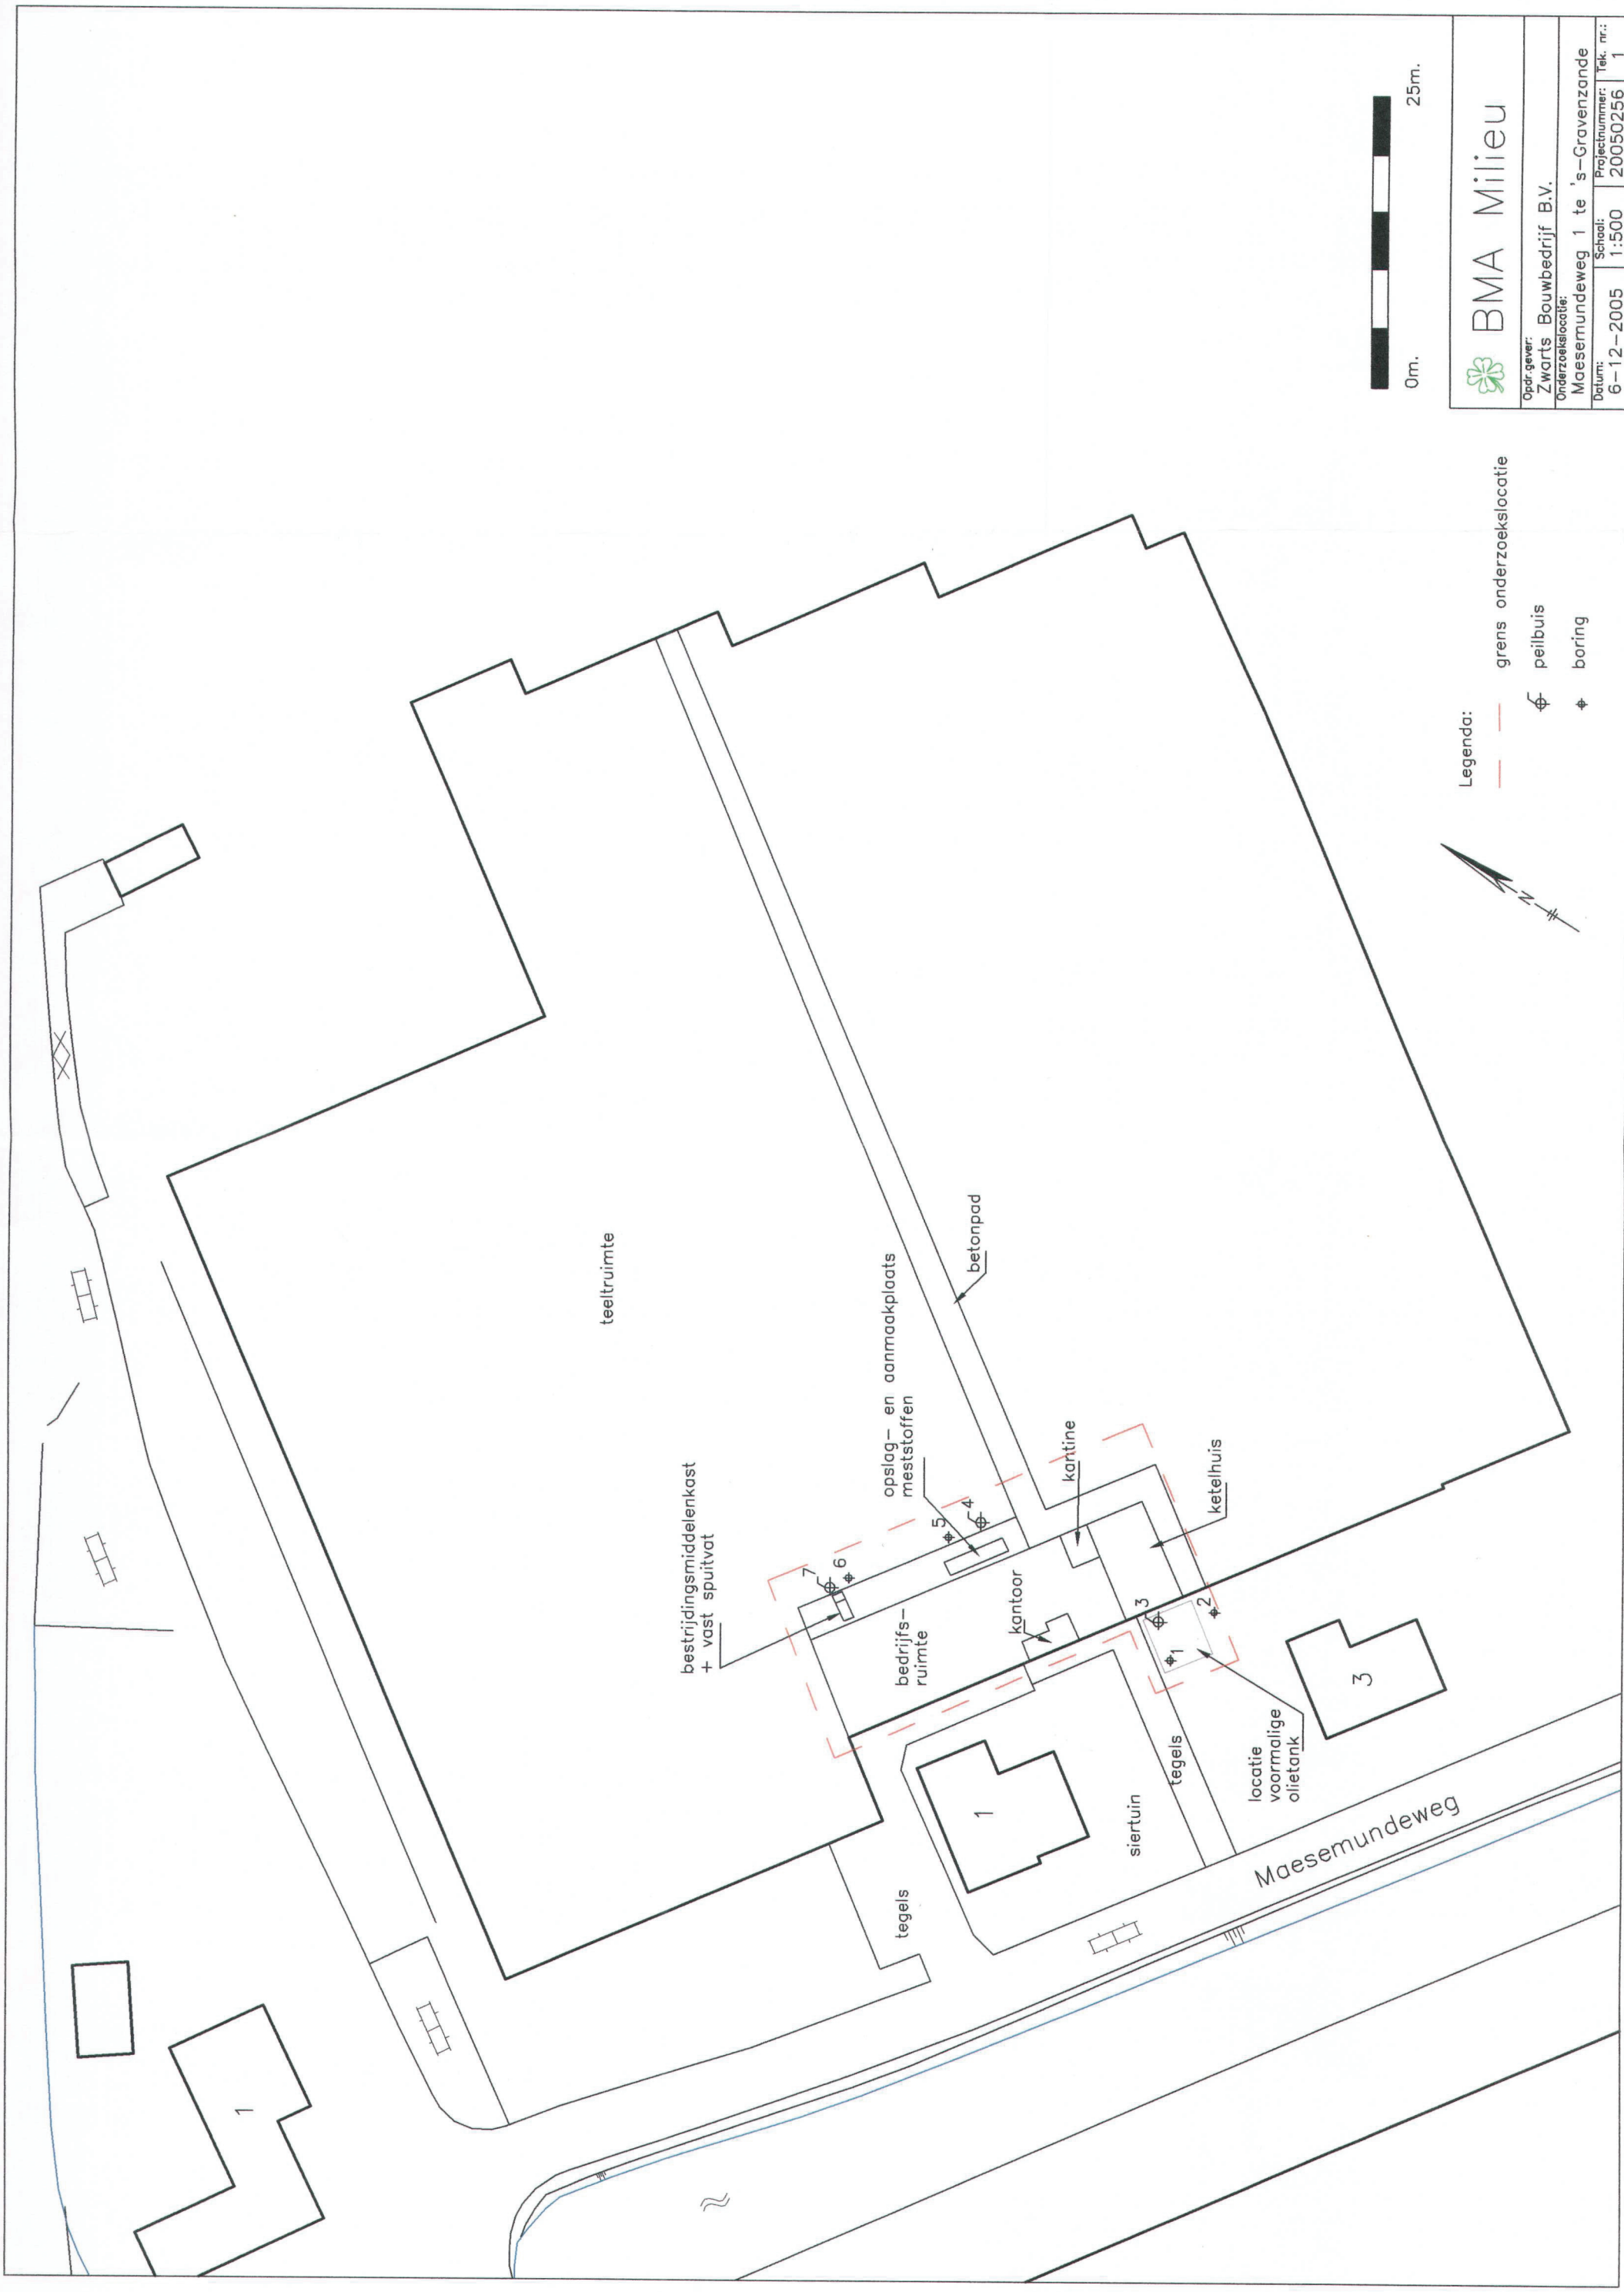 teeltruimte
bestrijdingsmiddelenkast
+ vast spuitvat
opslag- en aanmaakplaats
meststoffen
betonpad
7
6
5
4
bedrijfs-
ruimte
kantoor
kantine
ketelhuis
3
1
2
1
1
3
tegels
siertuin
tegels
locatie
voormalige
olietank
Maesemundeweg
N
Legenda:
grens onderzoekslocatie
peilbuis
boring
0m.
25m.
BMA Milieu
Opdr.gever:
Zwarts Bouwbedrijf B.V.
Onderzoekslocatie:
Maesemundeweg 1 te 's-Gravenzande
Datum: Schaal: Projectnummer: Tek. nr.:
6-12-2005 1:500 20050256 1